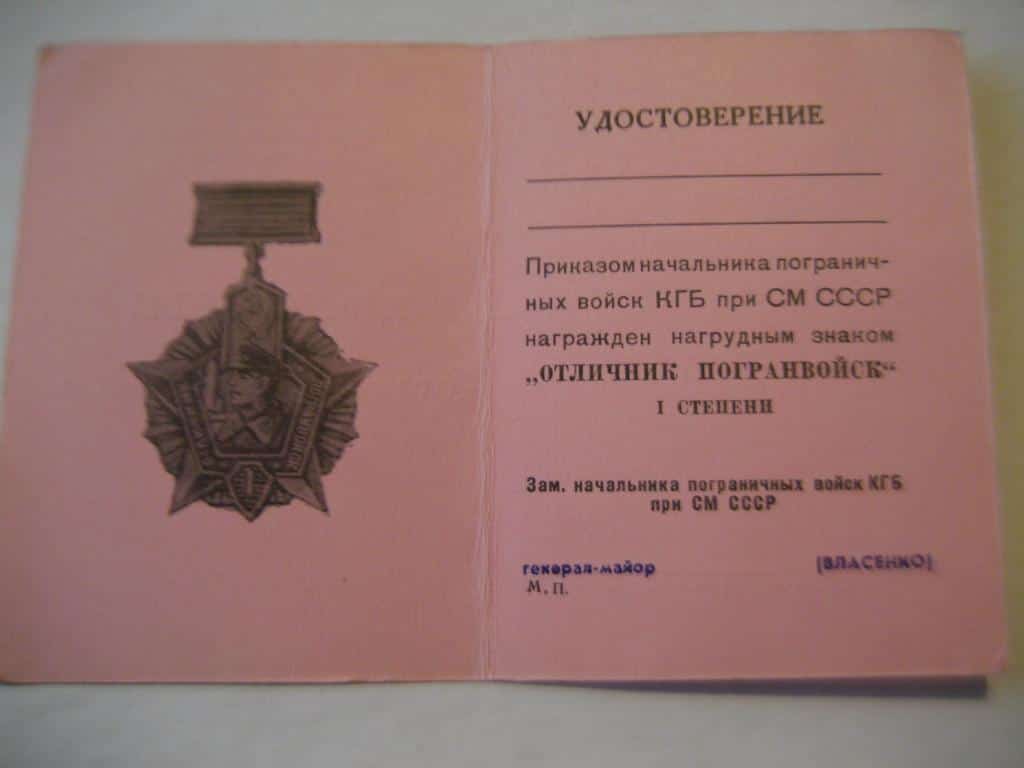 УДОСТОВЕРЕНИЕ
Приказом начальника погранич-
ных войск КГБ при СМ СССР
награжден нагрудным знаком
„ОТЛИЧНИК ПОГРАНВОЙСК“
I СТЕПЕНИ
Зам. начальника пограничных войск КГБ
при СМ СССР
генерал-майор (ВЛАСЕНКО)
М. П.